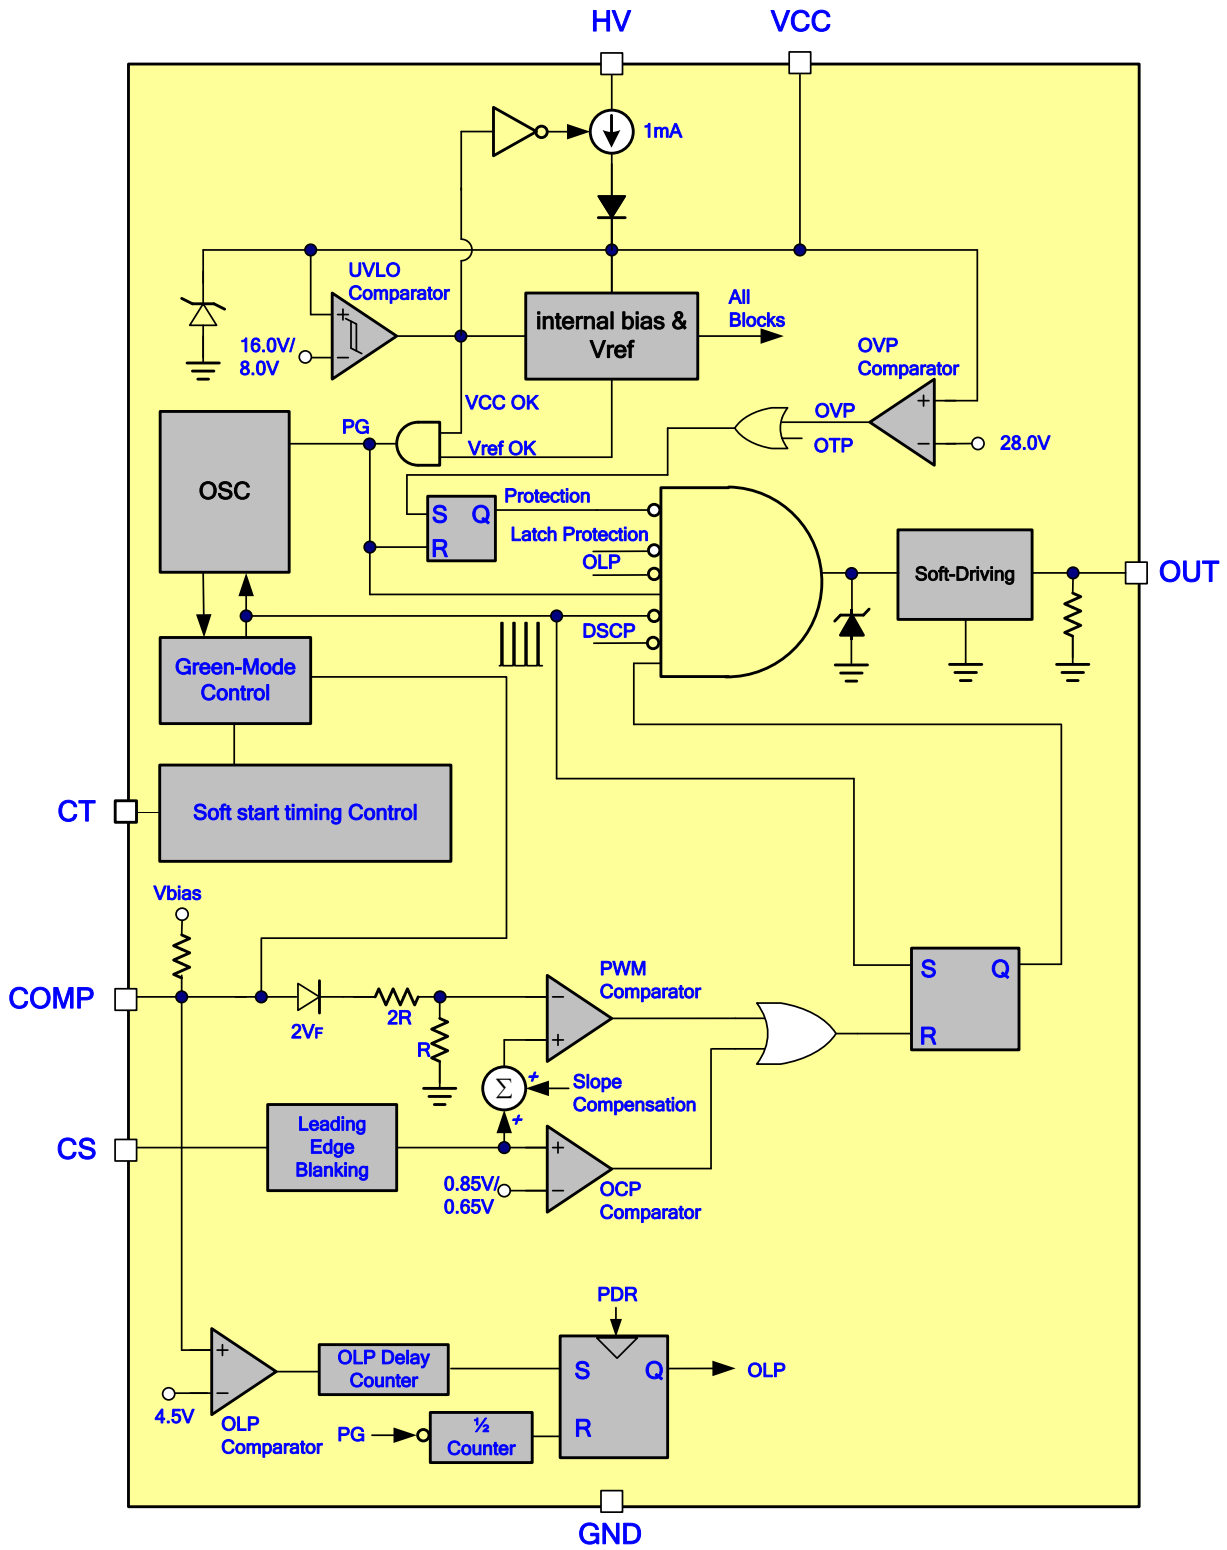 HV
VCC
1mA
UVLO
Comparator
+
−
16.0V/
8.0V
internal bias &
Vref
All
Blocks
OVP
Comparator
+
−
28.0V
VCC OK
PG
Vref OK
OVP
OTP
OSC
S
Q
R
Protection
Latch Protection
OLP
DSCP
Soft-Driving
OUT
Green-Mode
Control
CT
Soft start timing Control
Vbias
COMP
2VF
2R
R
PWM
Comparator
−
+
S
Q
R
Σ
+
+
Slope
Compensation
CS
Leading
Edge
Blanking
+
−
0.85V/
0.65V
OCP
Comparator
PDR
+
−
4.5V
OLP
Comparator
OLP Delay
Counter
S
Q
R
OLP
PG
½
Counter
GND